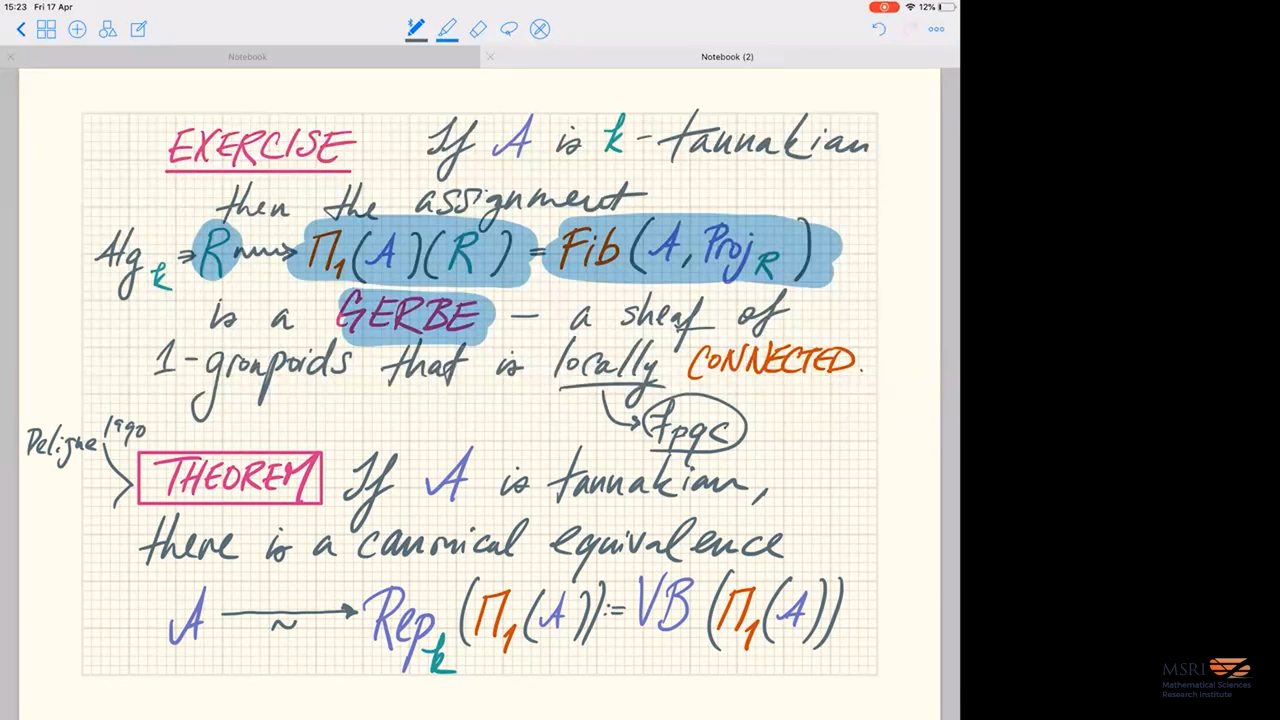 15:23 Fri 17 Apr
12%
Notebook
Notebook (2)
EXERCISE If A is k-tannakian
then the assignment
Alg_k ∋ R ⇝ Π₁(A)(R) = Fib(A, Proj_R)
is a GERBE – a sheaf of
1-groupoids that is locally CONNECTED.
fpqc
Deligne 1990
THEOREM If A is tannakian,
there is a canonical equivalence
A →~ Rep_k(Π₁(A)) := VB(Π₁(A))
MSRI
Mathematical Sciences
Research Institute